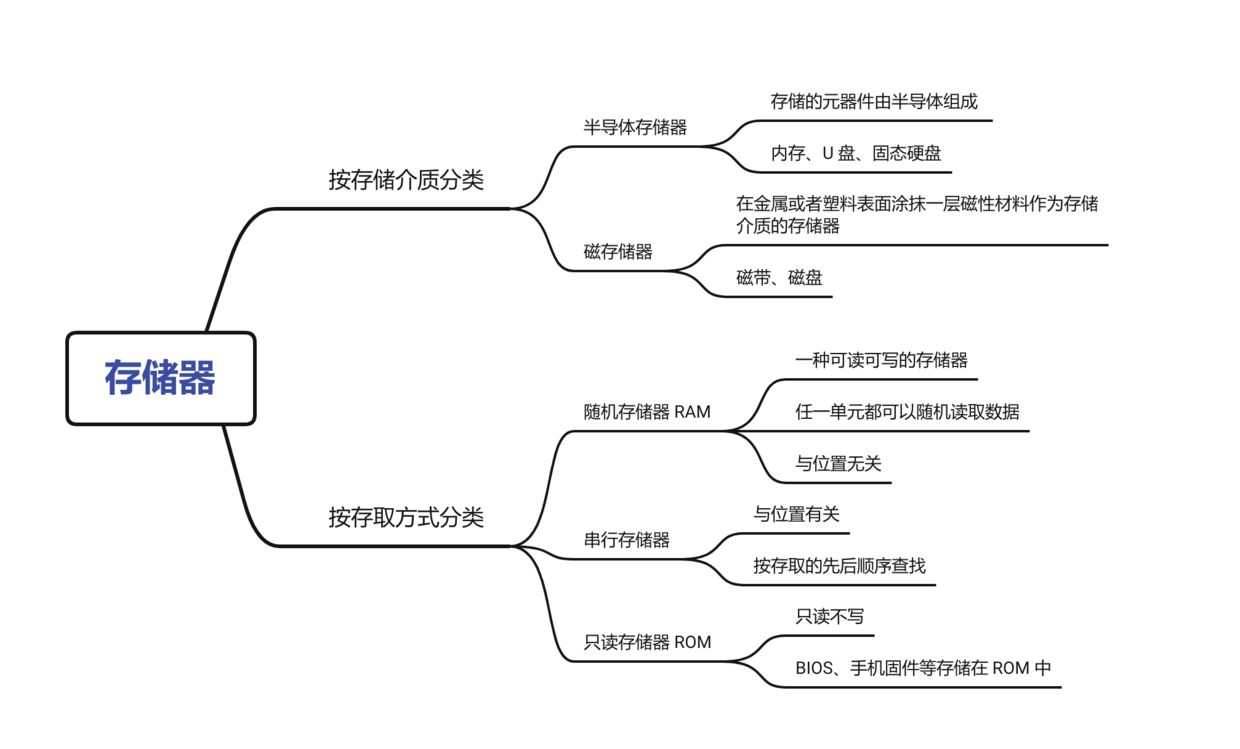 存储器
按存储介质分类
半导体存储器
存储的元器件由半导体组成
内存、U 盘、固态硬盘
磁存储器
在金属或者塑料表面涂抹一层磁性材料作为存储
介质的存储器
磁带、磁盘
按存取方式分类
随机存储器 RAM
一种可读可写的存储器
任一单元都可以随机读取数据
与位置无关
串行存储器
与位置有关
按存取的先后顺序查找
只读存储器 ROM
只读不写
BIOS、手机固件等存储在 ROM 中